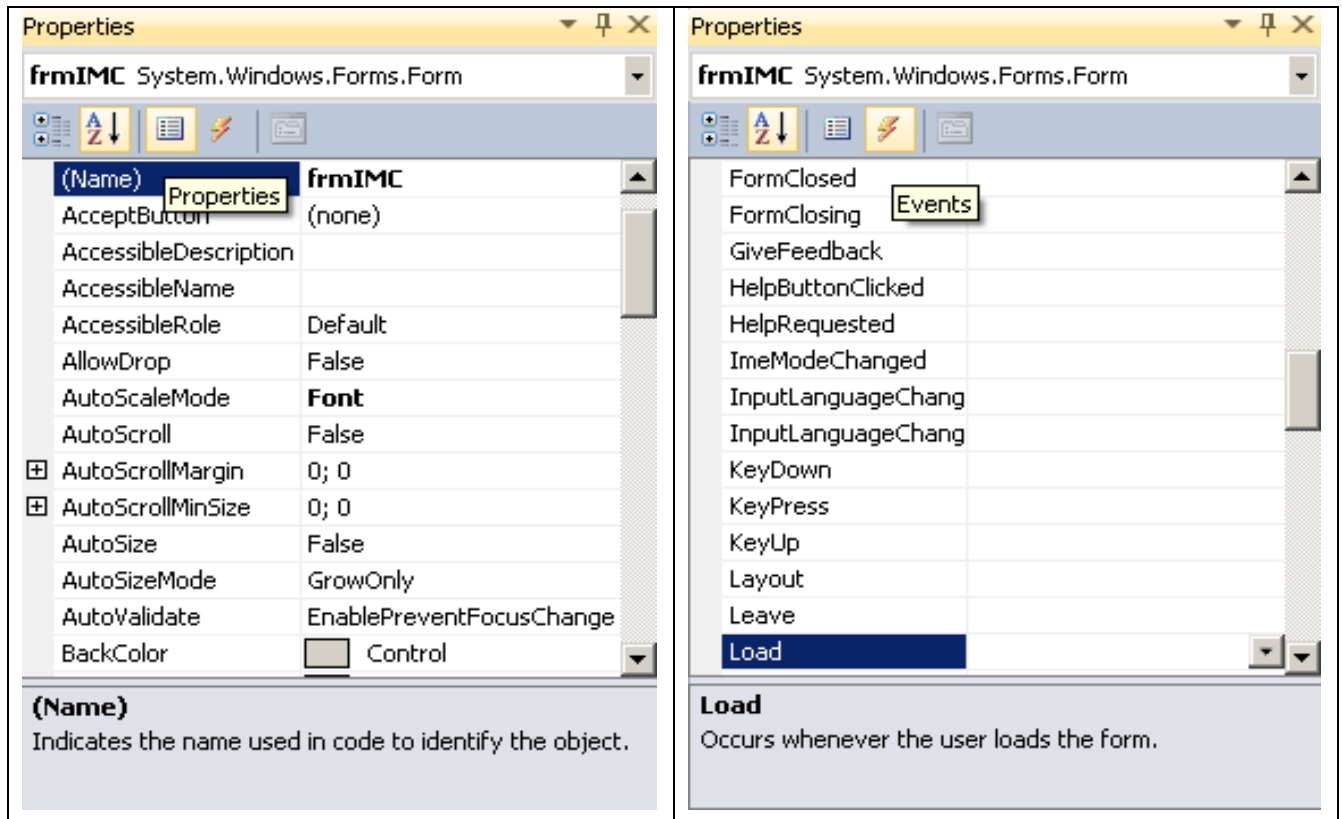 Properties
frmIMC System.Windows.Forms.Form
(Name) frmIMC
Properties
AcceptButton (none)
AccessibleDescription
AccessibleName
AccessibleRole Default
AllowDrop False
AutoScaleMode Font
AutoScroll False
AutoScrollMargin 0; 0
AutoScrollMinSize 0; 0
AutoSize False
AutoSizeMode GrowOnly
AutoValidate EnablePreventFocusChange
BackColor Control
(Name)
Indicates the name used in code to identify the object.
Properties
frmIMC System.Windows.Forms.Form
FormClosed
Events
FormClosing
GiveFeedback
HelpButtonClicked
HelpRequested
ImeModeChanged
InputLanguageChang
InputLanguageChang
KeyDown
KeyPress
KeyUp
Layout
Leave
Load
Load
Occurs whenever the user loads the form.